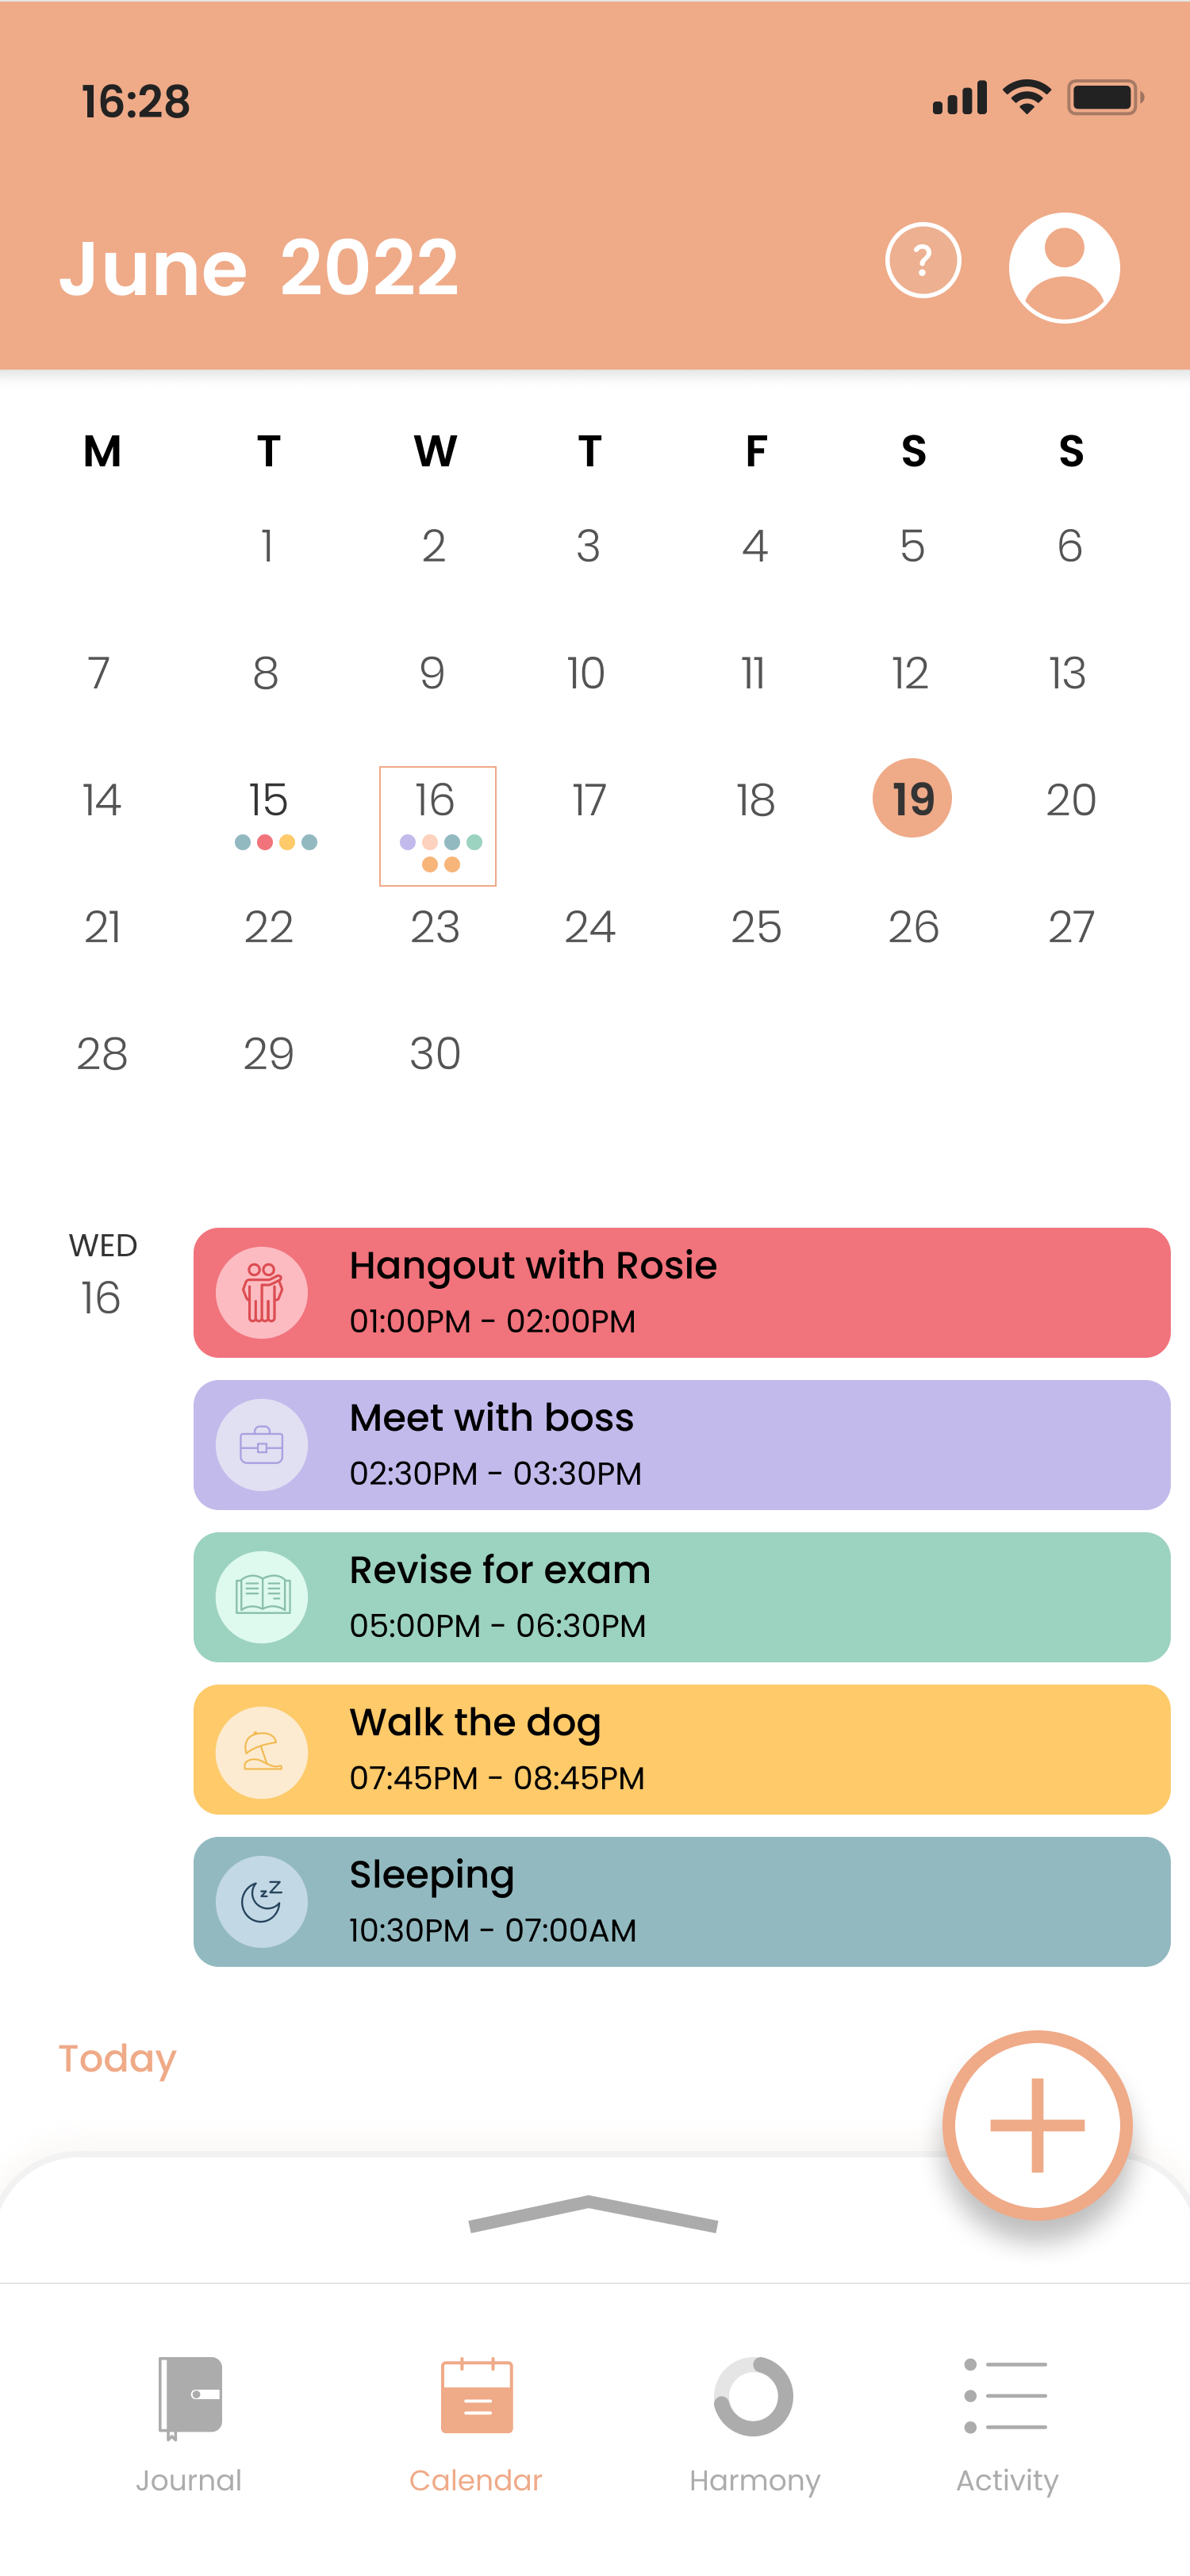 16:28
June 2022
?
M T W T F S S
1 2 3 4 5 6
7 8 9 10 11 12 13
14 15 16 17 18 19 20
21 22 23 24 25 26 27
28 29 30
WED
16
Hangout with Rosie
01:00PM - 02:00PM
Meet with boss
02:30PM - 03:30PM
Revise for exam
05:00PM - 06:30PM
Walk the dog
07:45PM - 08:45PM
zZ
Sleeping
10:30PM - 07:00AM
Today
Journal Calendar Harmony Activity